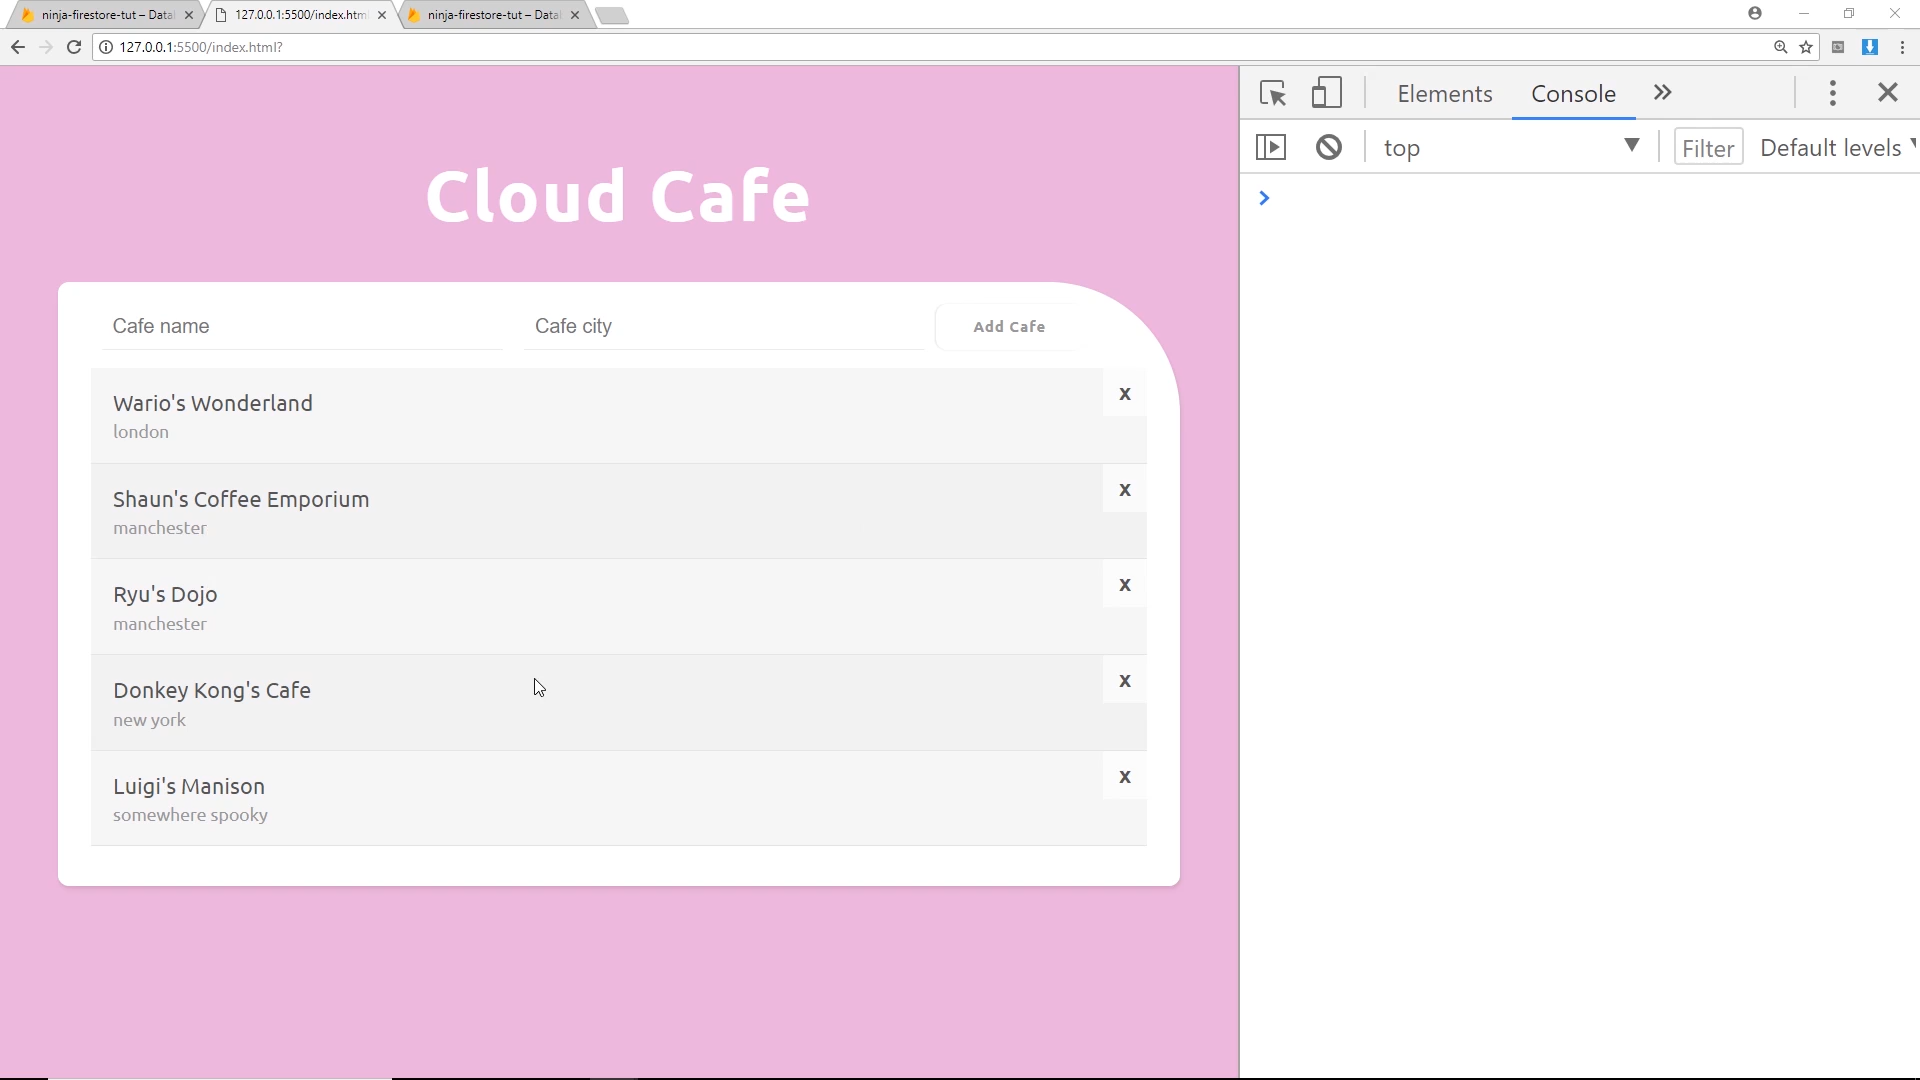 ninja-firestore-tut – Data
127.0.0.1:5500/index.htm
ninja-firestore-tut – Data
127.0.0.1:5500/index.html?
Elements
Console
top
Filter
Default levels
Cloud Cafe
Cafe name
Cafe city
Add Cafe
Wario's Wonderland
x
london
Shaun's Coffee Emporium
x
manchester
Ryu's Dojo
x
manchester
Donkey Kong's Cafe
x
new york
Luigi's Manison
x
somewhere spooky